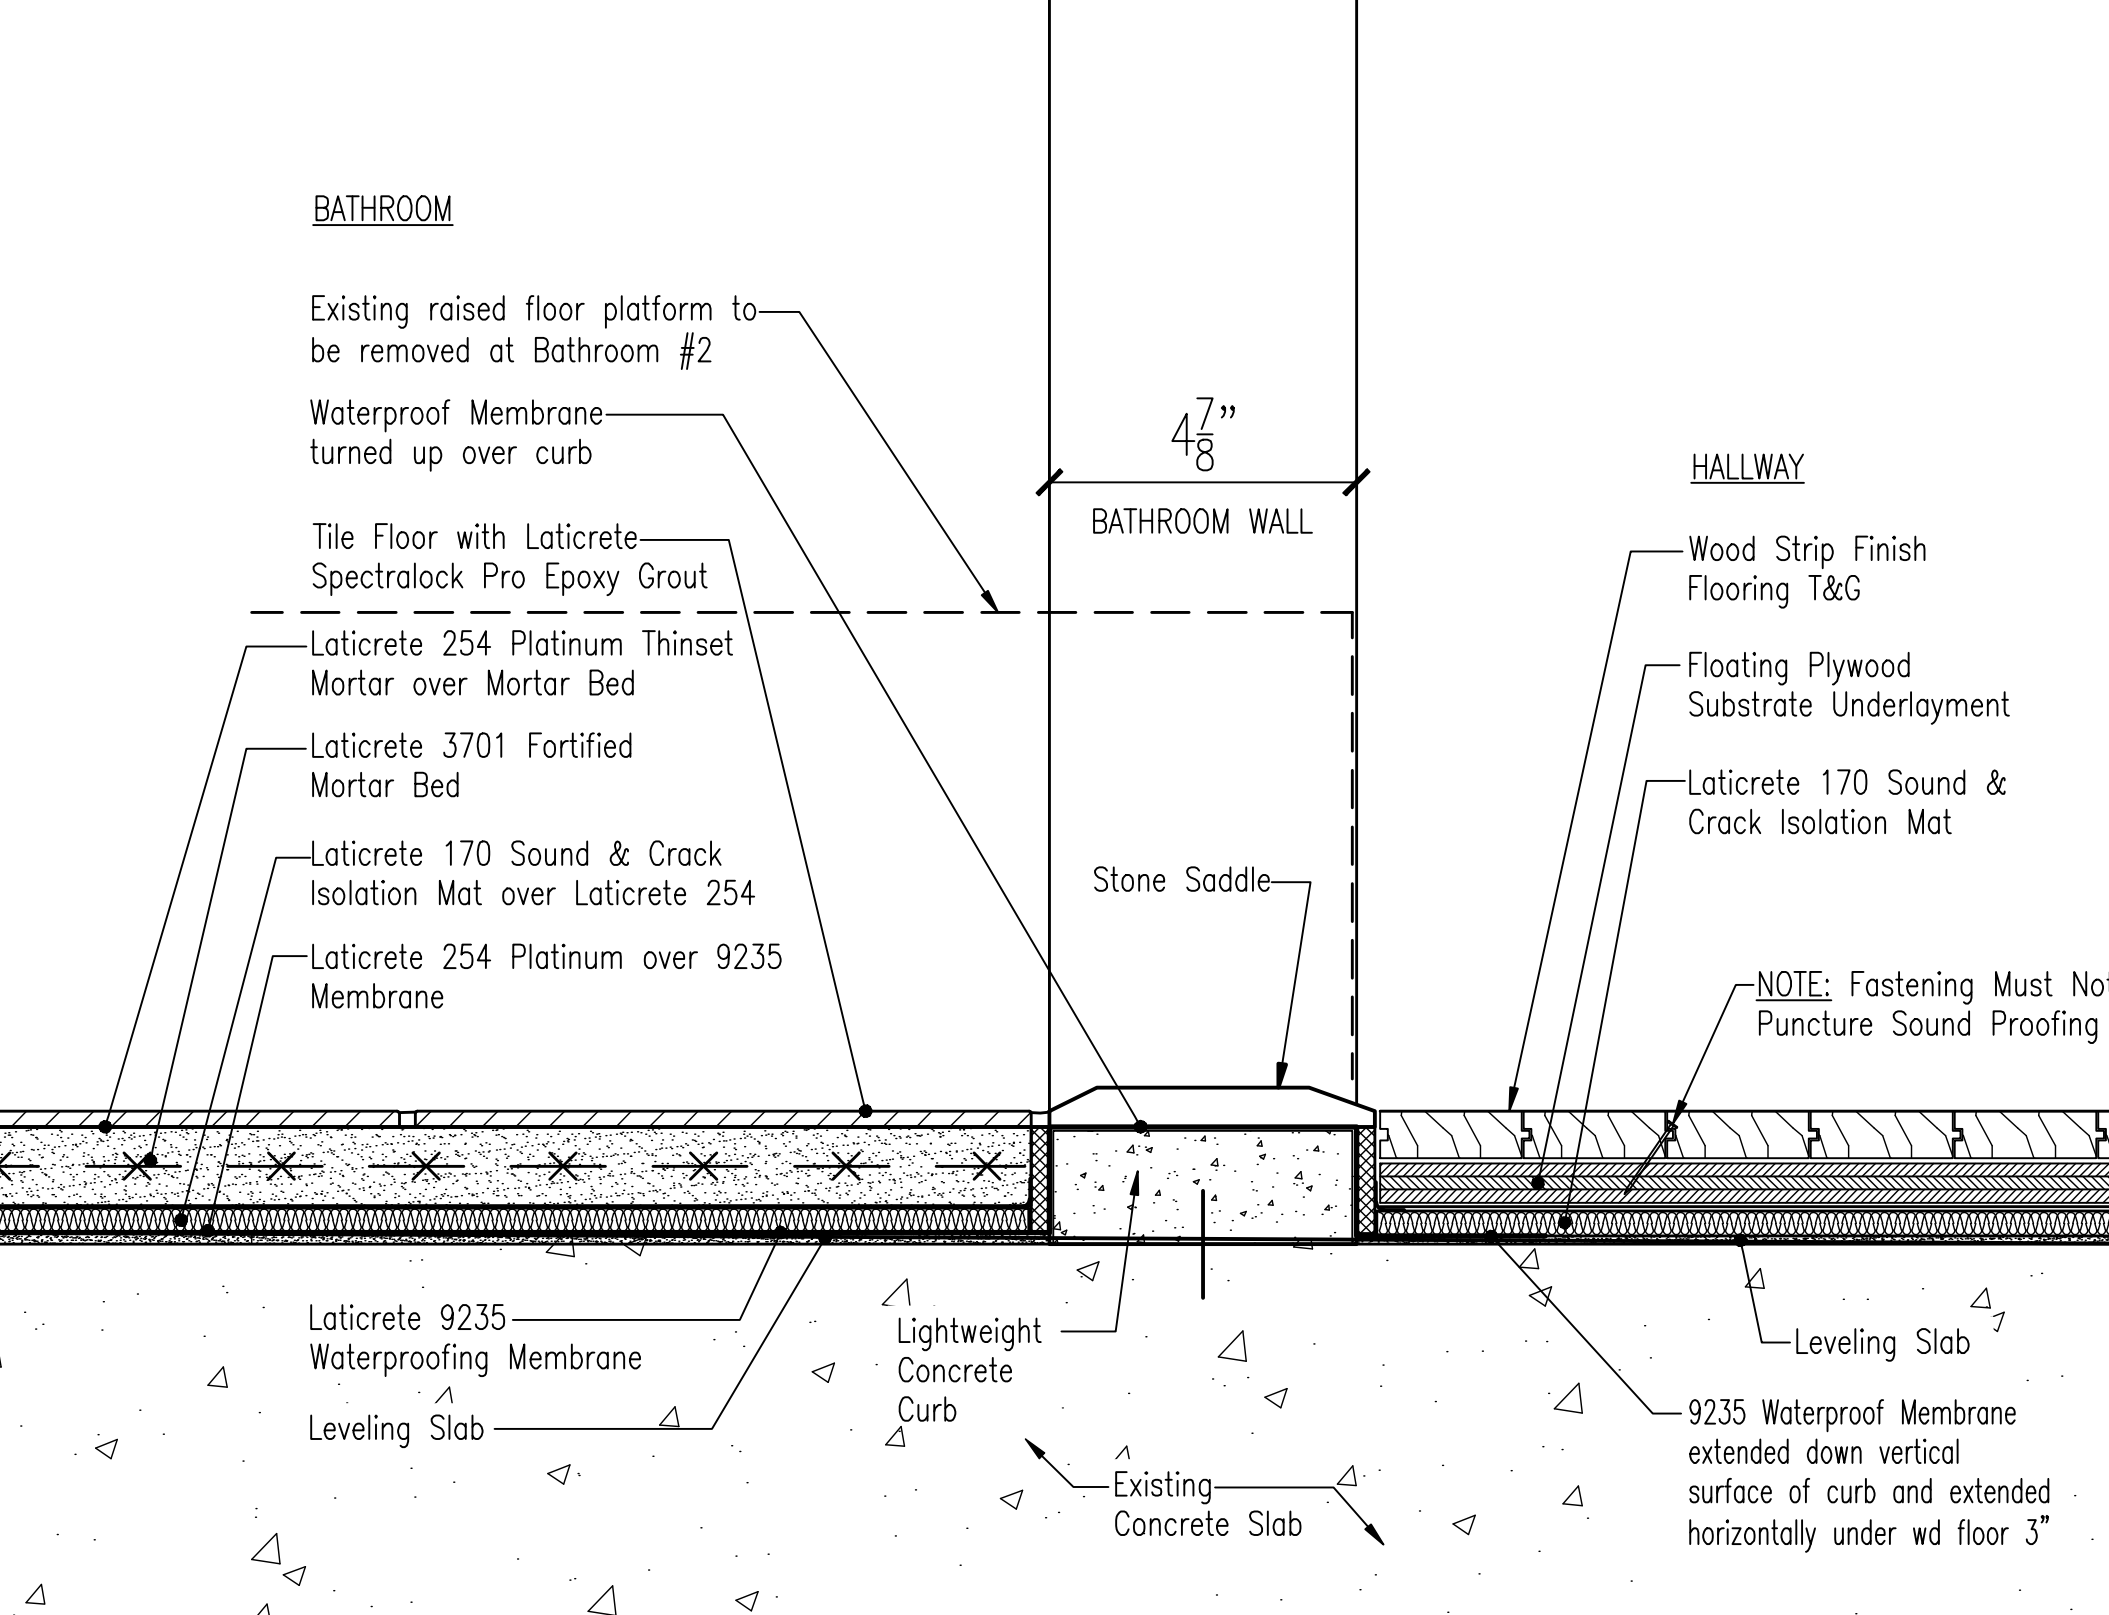 BATHROOM
Existing raised floor platform to
be removed at Bathroom #2
Waterproof Membrane
turned up over curb
Tile Floor with Laticrete
Spectralock Pro Epoxy Grout
Laticrete 254 Platinum Thinset
Mortar over Mortar Bed
Laticrete 3701 Fortified
Mortar Bed
Laticrete 170 Sound & Crack
Isolation Mat over Laticrete 254
Laticrete 254 Platinum over 9235
Membrane
4 7/8”
BATHROOM WALL
Stone Saddle
HALLWAY
Wood Strip Finish
Flooring T&G
Floating Plywood
Substrate Underlayment
Laticrete 170 Sound &
Crack Isolation Mat
NOTE: Fastening Must Not
Puncture Sound Proofing
Laticrete 9235
Waterproofing Membrane
Leveling Slab
Lightweight
Concrete
Curb
Existing
Concrete Slab
Leveling Slab
9235 Waterproof Membrane
extended down vertical
surface of curb and extended
horizontally under wd floor 3”